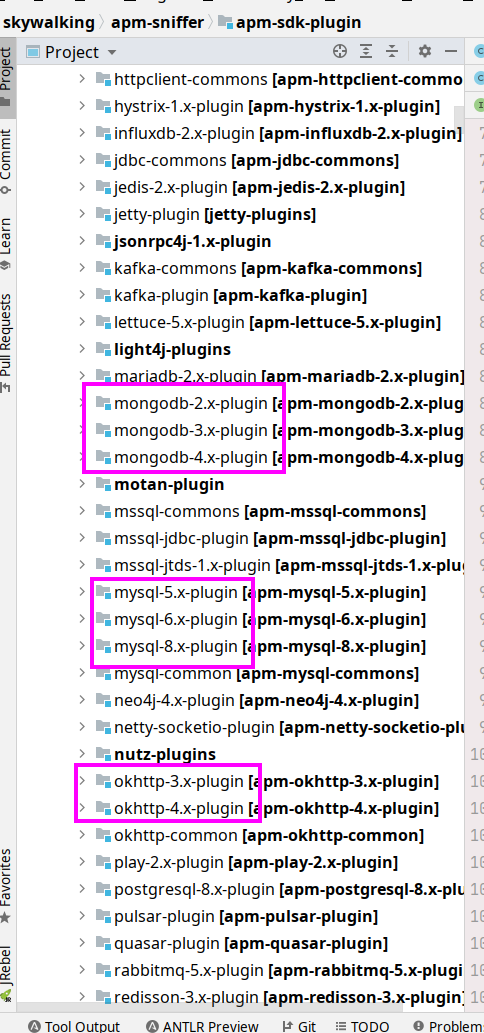 skywalking apm-sniffer apm-sdk-plugin
Project
httpclient-commons [apm-httpclient-commo
hystrix-1.x-plugin [apm-hystrix-1.x-plugin]
influxdb-2.x-plugin [apm-influxdb-2.x-plugin]
jdbc-commons [apm-jdbc-commons]
jedis-2.x-plugin [apm-jedis-2.x-plugin]
jetty-plugin [jetty-plugins]
jsonrpc4j-1.x-plugin
kafka-commons [apm-kafka-commons]
kafka-plugin [apm-kafka-plugin]
lettuce-5.x-plugin [apm-lettuce-5.x-plugin]
light4j-plugins
mariadb-2.x-plugin [apm-mariadb-2.x-plugin]
mongodb-2.x-plugin [apm-mongodb-2.x-plug
mongodb-3.x-plugin [apm-mongodb-3.x-plug
mongodb-4.x-plugin [apm-mongodb-4.x-plug
motan-plugin
mssql-commons [apm-mssql-commons]
mssql-jdbc-plugin [apm-mssql-jdbc-plugin]
mssql-jtds-1.x-plugin [apm-mssql-jtds-1.x-plu
mysql-5.x-plugin [apm-mysql-5.x-plugin]
mysql-6.x-plugin [apm-mysql-6.x-plugin]
mysql-8.x-plugin [apm-mysql-8.x-plugin]
mysql-common [apm-mysql-commons]
neo4j-4.x-plugin [apm-neo4j-4.x-plugin]
netty-socketio-plugin [apm-netty-socketio-plu
nutz-plugins
okhttp-3.x-plugin [apm-okhttp-3.x-plugin]
okhttp-4.x-plugin [apm-okhttp-4.x-plugin]
okhttp-common [apm-okhttp-common]
play-2.x-plugin [apm-play-2.x-plugin]
postgresql-8.x-plugin [apm-postgresql-8.x-plu
pulsar-plugin [apm-pulsar-plugin]
quasar-plugin [apm-quasar-plugin]
rabbitmq-5.x-plugin [apm-rabbitmq-5.x-plugi
redisson-3.x-plugin [apm-redisson-3.x-plugin]
Project
Commit
Learn
Pull Requests
Favorites
JRebel
Tool Output ANTLR Preview Git TODO Problem